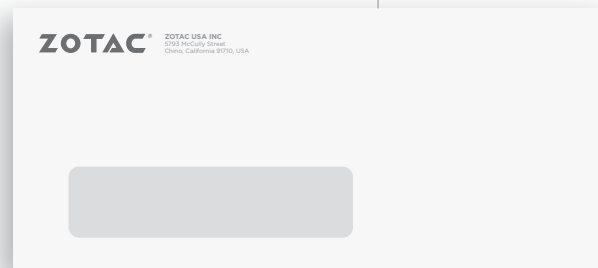 ZOTAC®
ZOTAC USA INC
5793 McCully Street
Chino, California 91710, USA